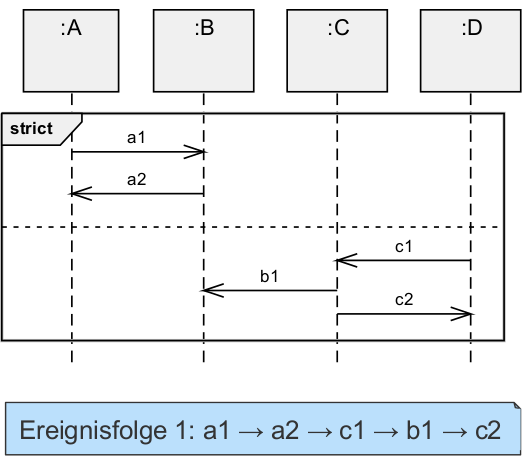 :A :B :C :D
strict
a1
a2
c1
b1
c2
Ereignisfolge 1: a1 → a2 → c1 → b1 → c2